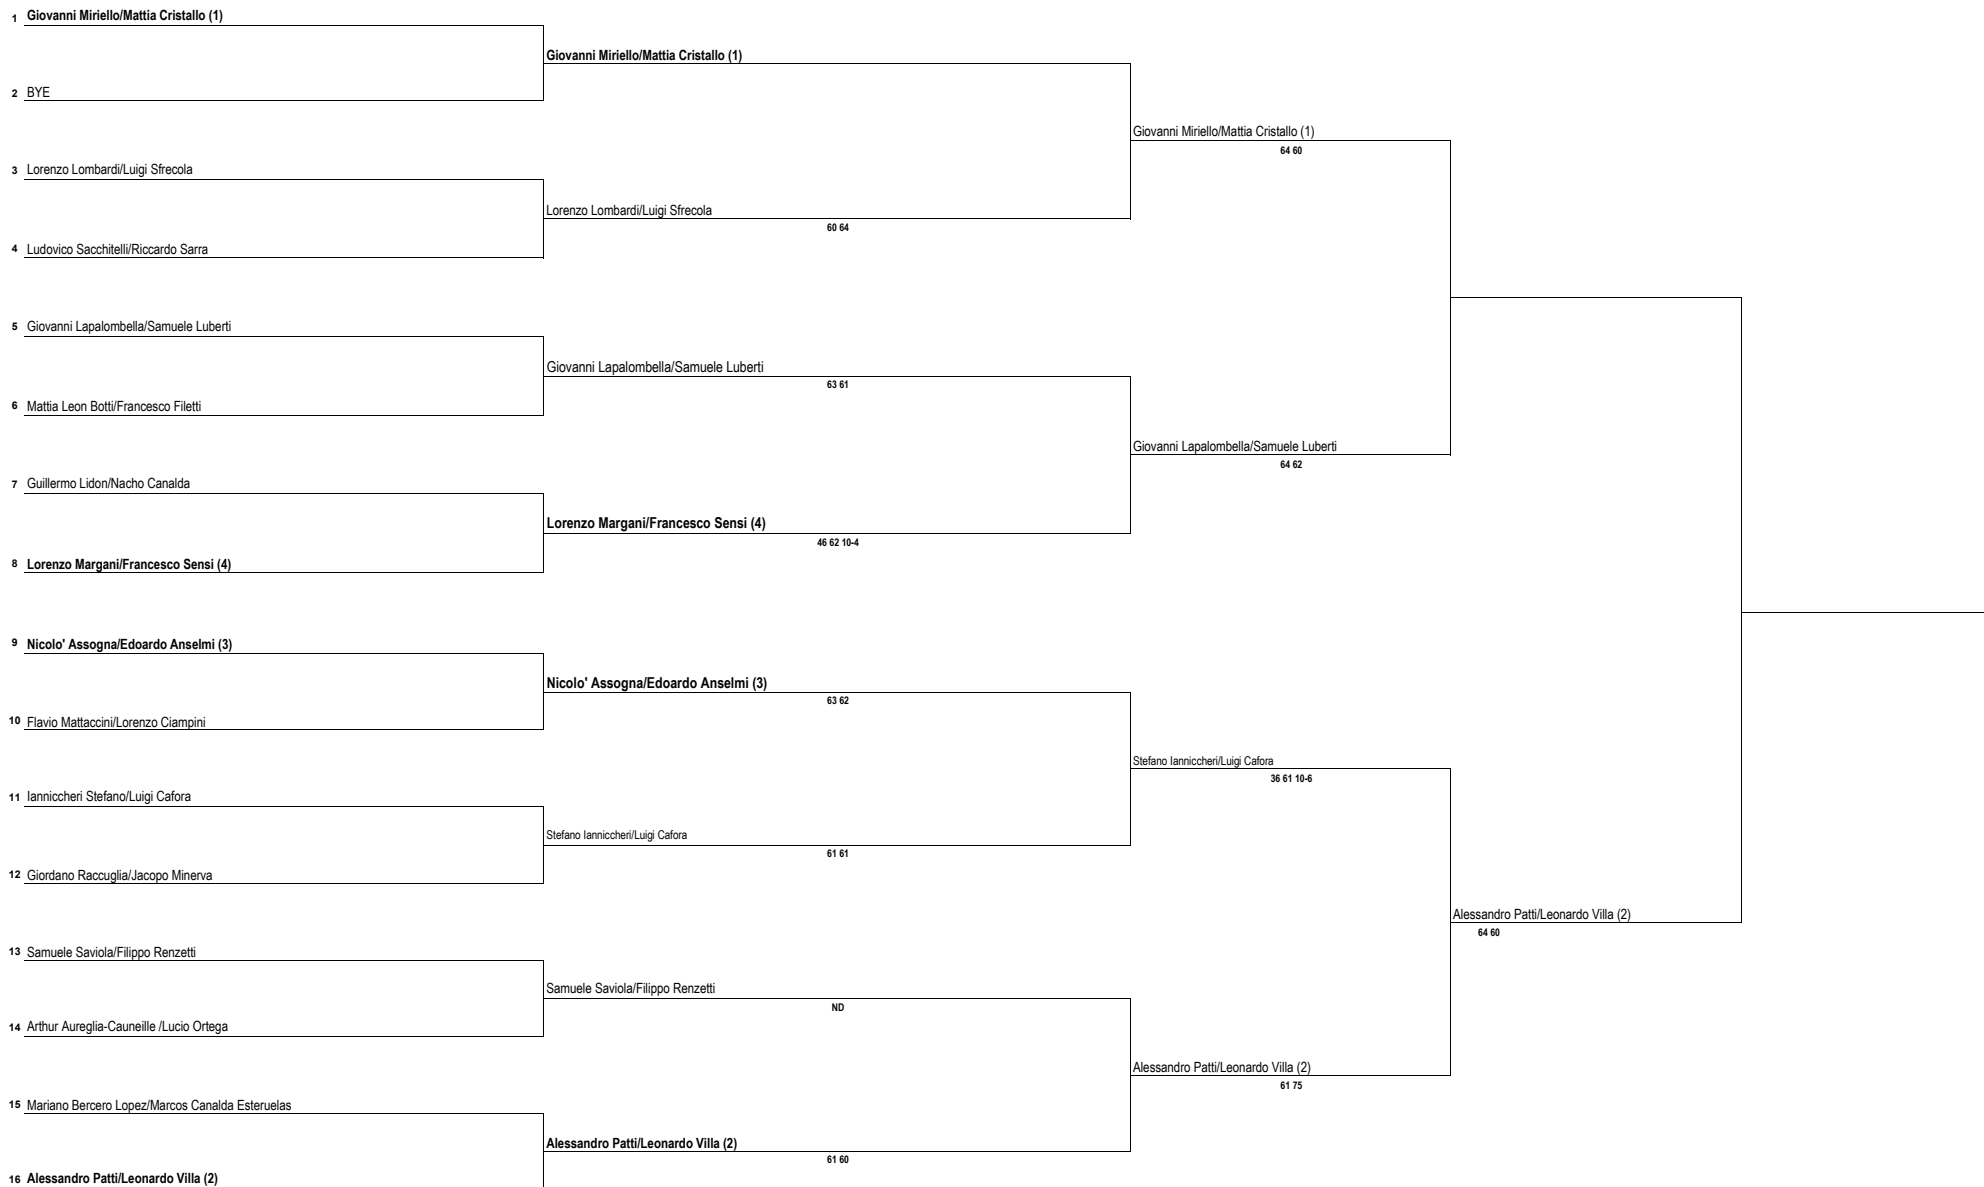 1 Giovanni Miriello/Mattia Cristallo (1)
Giovanni Miriello/Mattia Cristallo (1)
2 BYE
Giovanni Miriello/Mattia Cristallo (1)
64 60
3 Lorenzo Lombardi/Luigi Sfrecola
Lorenzo Lombardi/Luigi Sfrecola
60 64
4 Ludovico Sacchitelli/Riccardo Sarra
5 Giovanni Lapalombella/Samuele Luberti
Giovanni Lapalombella/Samuele Luberti
63 61
6 Mattia Leon Botti/Francesco Filetti
Giovanni Lapalombella/Samuele Luberti
64 62
7 Guillermo Lidon/Nacho Canalda
Lorenzo Margani/Francesco Sensi (4)
46 62 10-4
8 Lorenzo Margani/Francesco Sensi (4)
9 Nicolo' Assogna/Edoardo Anselmi (3)
Nicolo' Assogna/Edoardo Anselmi (3)
63 62
10 Flavio Mattaccini/Lorenzo Ciampini
Stefano Ianniccheri/Luigi Cafora
36 61 10-6
11 Ianniccheri Stefano/Luigi Cafora
Stefano Ianniccheri/Luigi Cafora
61 61
12 Giordano Raccuglia/Jacopo Minerva
Alessandro Patti/Leonardo Villa (2)
64 60
13 Samuele Saviola/Filippo Renzetti
Samuele Saviola/Filippo Renzetti
ND
14 Arthur Aureglia-Cauneille /Lucio Ortega
Alessandro Patti/Leonardo Villa (2)
61 75
15 Mariano Bercero Lopez/Marcos Canalda Esteruelas
Alessandro Patti/Leonardo Villa (2)
61 60
16 Alessandro Patti/Leonardo Villa (2)